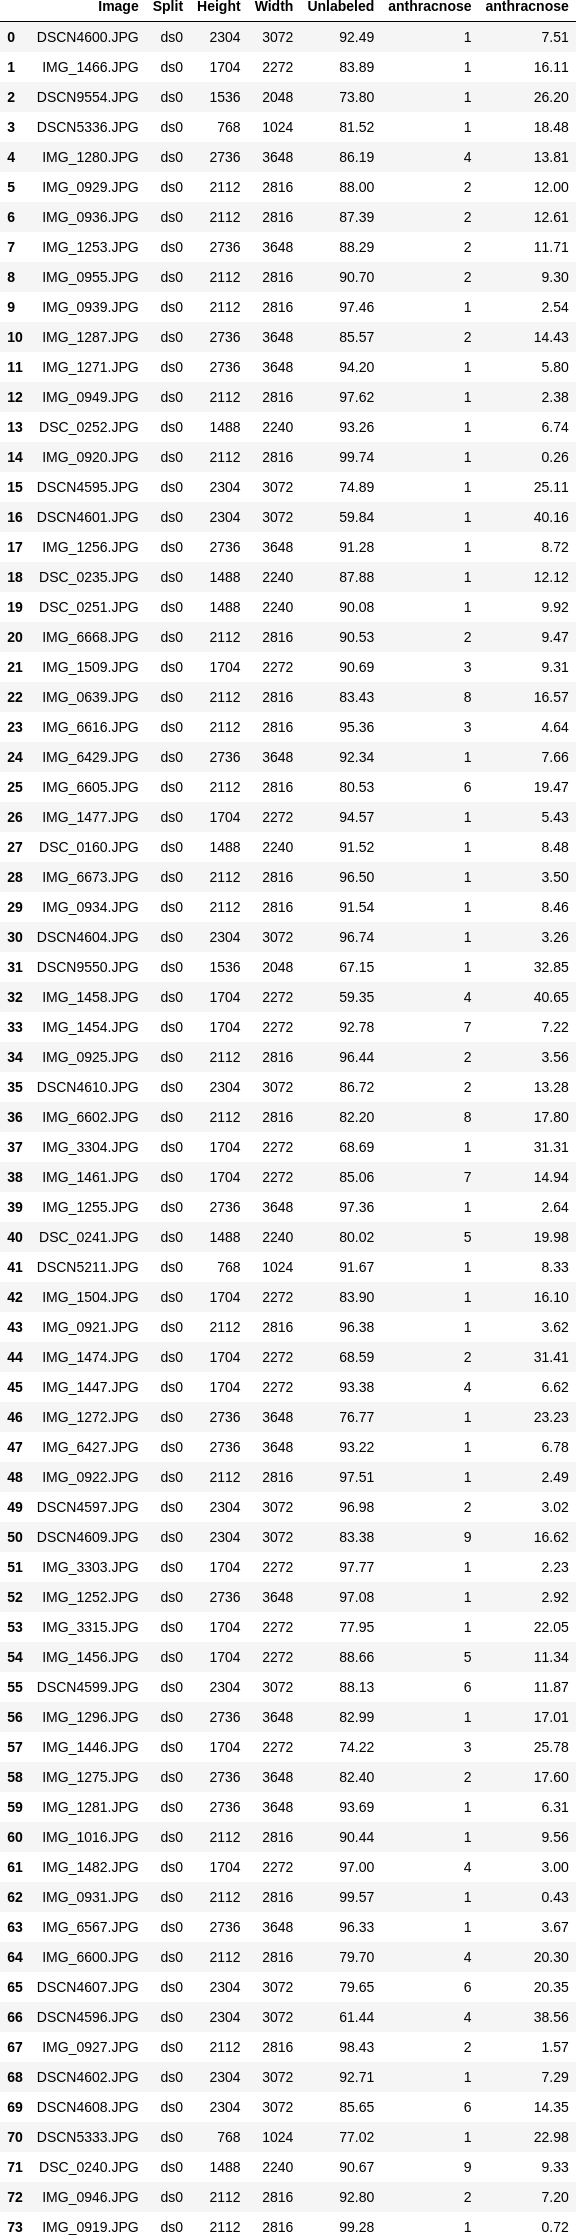 Image Split Height Width Unlabeled anthracnose anthracnose
0 DSCN4600.JPG ds0 2304 3072 92.49 1 7.51
1 IMG_1466.JPG ds0 1704 2272 83.89 1 16.11
2 DSCN9554.JPG ds0 1536 2048 73.80 1 26.20
3 DSCN5336.JPG ds0 768 1024 81.52 1 18.48
4 IMG_1280.JPG ds0 2736 3648 86.19 4 13.81
5 IMG_0929.JPG ds0 2112 2816 88.00 2 12.00
6 IMG_0936.JPG ds0 2112 2816 87.39 2 12.61
7 IMG_1253.JPG ds0 2736 3648 88.29 2 11.71
8 IMG_0955.JPG ds0 2112 2816 90.70 2 9.30
9 IMG_0939.JPG ds0 2112 2816 97.46 1 2.54
10 IMG_1287.JPG ds0 2736 3648 85.57 2 14.43
11 IMG_1271.JPG ds0 2736 3648 94.20 1 5.80
12 IMG_0949.JPG ds0 2112 2816 97.62 1 2.38
13 DSC_0252.JPG ds0 1488 2240 93.26 1 6.74
14 IMG_0920.JPG ds0 2112 2816 99.74 1 0.26
15 DSCN4595.JPG ds0 2304 3072 74.89 1 25.11
16 DSCN4601.JPG ds0 2304 3072 59.84 1 40.16
17 IMG_1256.JPG ds0 2736 3648 91.28 1 8.72
18 DSC_0235.JPG ds0 1488 2240 87.88 1 12.12
19 DSC_0251.JPG ds0 1488 2240 90.08 1 9.92
20 IMG_6668.JPG ds0 2112 2816 90.53 2 9.47
21 IMG_1509.JPG ds0 1704 2272 90.69 3 9.31
22 IMG_0639.JPG ds0 2112 2816 83.43 8 16.57
23 IMG_6616.JPG ds0 2112 2816 95.36 3 4.64
24 IMG_6429.JPG ds0 2736 3648 92.34 1 7.66
25 IMG_6605.JPG ds0 2112 2816 80.53 6 19.47
26 IMG_1477.JPG ds0 1704 2272 94.57 1 5.43
27 DSC_0160.JPG ds0 1488 2240 91.52 1 8.48
28 IMG_6673.JPG ds0 2112 2816 96.50 1 3.50
29 IMG_0934.JPG ds0 2112 2816 91.54 1 8.46
30 DSCN4604.JPG ds0 2304 3072 96.74 1 3.26
31 DSCN9550.JPG ds0 1536 2048 67.15 1 32.85
32 IMG_1458.JPG ds0 1704 2272 59.35 4 40.65
33 IMG_1454.JPG ds0 1704 2272 92.78 7 7.22
34 IMG_0925.JPG ds0 2112 2816 96.44 2 3.56
35 DSCN4610.JPG ds0 2304 3072 86.72 2 13.28
36 IMG_6602.JPG ds0 2112 2816 82.20 8 17.80
37 IMG_3304.JPG ds0 1704 2272 68.69 1 31.31
38 IMG_1461.JPG ds0 1704 2272 85.06 7 14.94
39 IMG_1255.JPG ds0 2736 3648 97.36 1 2.64
40 DSC_0241.JPG ds0 1488 2240 80.02 5 19.98
41 DSCN5211.JPG ds0 768 1024 91.67 1 8.33
42 IMG_1504.JPG ds0 1704 2272 83.90 1 16.10
43 IMG_0921.JPG ds0 2112 2816 96.38 1 3.62
44 IMG_1474.JPG ds0 1704 2272 68.59 2 31.41
45 IMG_1447.JPG ds0 1704 2272 93.38 4 6.62
46 IMG_1272.JPG ds0 2736 3648 76.77 1 23.23
47 IMG_6427.JPG ds0 2736 3648 93.22 1 6.78
48 IMG_0922.JPG ds0 2112 2816 97.51 1 2.49
49 DSCN4597.JPG ds0 2304 3072 96.98 2 3.02
50 DSCN4609.JPG ds0 2304 3072 83.38 9 16.62
51 IMG_3303.JPG ds0 1704 2272 97.77 1 2.23
52 IMG_1252.JPG ds0 2736 3648 97.08 1 2.92
53 IMG_3315.JPG ds0 1704 2272 77.95 1 22.05
54 IMG_1456.JPG ds0 1704 2272 88.66 5 11.34
55 DSCN4599.JPG ds0 2304 3072 88.13 6 11.87
56 IMG_1296.JPG ds0 2736 3648 82.99 1 17.01
57 IMG_1446.JPG ds0 1704 2272 74.22 3 25.78
58 IMG_1275.JPG ds0 2736 3648 82.40 2 17.60
59 IMG_1281.JPG ds0 2736 3648 93.69 1 6.31
60 IMG_1016.JPG ds0 2112 2816 90.44 1 9.56
61 IMG_1482.JPG ds0 1704 2272 97.00 4 3.00
62 IMG_0931.JPG ds0 2112 2816 99.57 1 0.43
63 IMG_6567.JPG ds0 2736 3648 96.33 1 3.67
64 IMG_6600.JPG ds0 2112 2816 79.70 4 20.30
65 DSCN4607.JPG ds0 2304 3072 79.65 6 20.35
66 DSCN4596.JPG ds0 2304 3072 61.44 4 38.56
67 IMG_0927.JPG ds0 2112 2816 98.43 2 1.57
68 DSCN4602.JPG ds0 2304 3072 92.71 1 7.29
69 DSCN4608.JPG ds0 2304 3072 85.65 6 14.35
70 DSCN5333.JPG ds0 768 1024 77.02 1 22.98
71 DSC_0240.JPG ds0 1488 2240 90.67 9 9.33
72 IMG_0946.JPG ds0 2112 2816 92.80 2 7.20
73 IMG_0919.JPG ds0 2112 2816 99.28 1 0.72